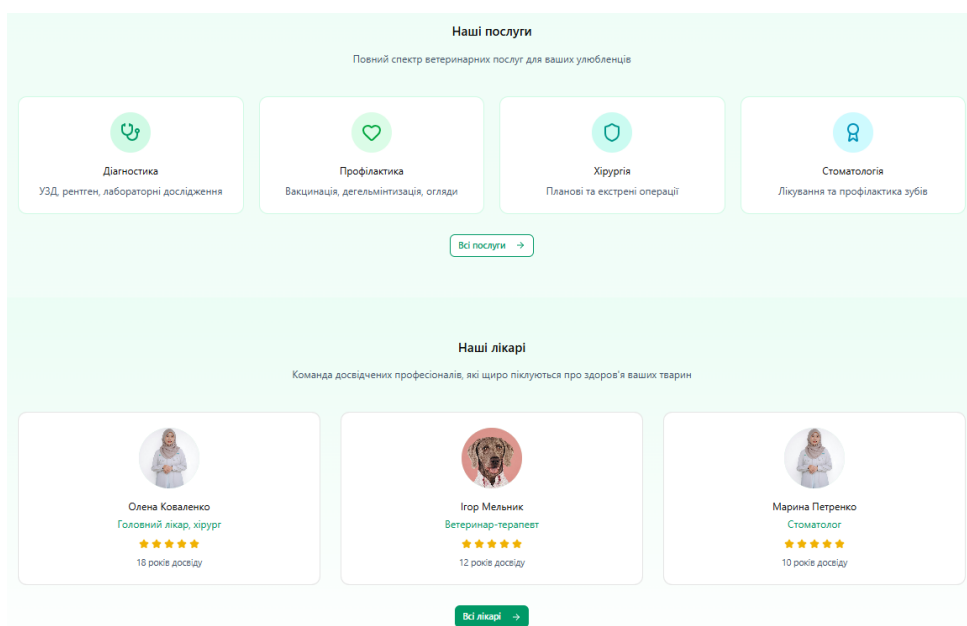 Наші послуги
Повний спектр ветеринарних послуг для ваших улюбленців
Діагностика
УЗД, рентген, лабораторні дослідження
Профілактика
Вакцинація, дегельмінтизація, огляди
Хірургія
Планові та екстрені операції
Стоматологія
Лікування та профілактика зубів
Всі послуги →
Наші лікарі
Команда досвідчених професіоналів, які щиро піклуються про здоров'я ваших тварин
Олена Коваленко
Головний лікар, хірург
18 років досвіду
Ігор Мельник
Ветеринар-терапевт
12 років досвіду
Марина Петренко
Стоматолог
10 років досвіду
Всі лікарі →